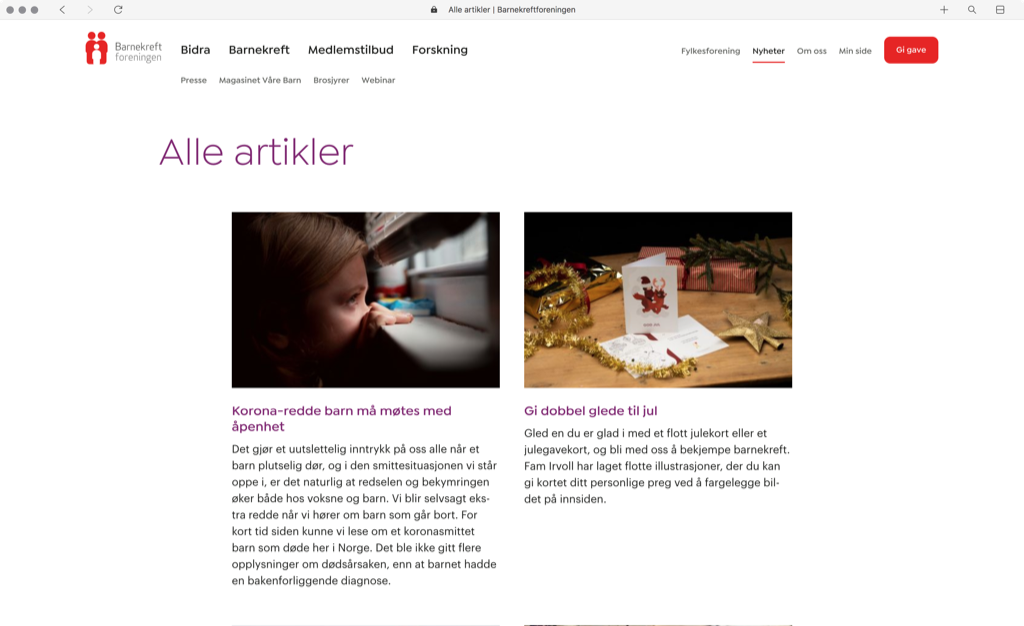 Alle artikler | Barnekreftforeningen
Barnekreft
foreningen
Bidra
Barnekreft
Medlemstilbud
Forskning
Fylkesforening
Nyheter
Om oss
Min side
Gi gave
Presse
Magasinet Våre Barn
Brosjyrer
Webinar
Alle artikler
Korona-redde barn må møtes med
åpenhet
Det gjør et uutslettelig inntrykk på oss alle når et
barn plutselig dør, og i den smittesituasjonen vi står
oppe i, er det naturlig at redselen og bekymringen
øker både hos voksne og barn. Vi blir selvsagt eks-
tra redde når vi hører om barn som går bort. For
kort tid siden kunne vi lese om et koronasmittet
barn som døde her i Norge. Det ble ikke gitt flere
opplysninger om dødsårsaken, enn at barnet hadde
en bakenforliggende diagnose.
Gi dobbel glede til jul
Gled en du er glad i med et flott julekort eller et
julegavekort, og bli med oss å bekjempe barnekreft.
Fam Irvoll har laget flotte illustrasjoner, der du kan
gi kortet ditt personlige preg ved å fargelegge bil-
det på innsiden.